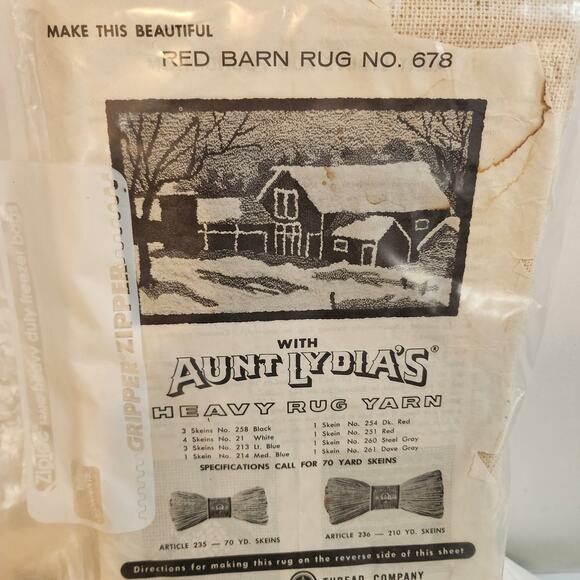 MAKE THIS BEAUTIFUL
RED BARN RUG NO. 678
WITH
AUNT LYDIA'S®
HEAVY RUG YARN
3 Skeins No. 258 Black
4 Skeins No. 21 White
3 Skeins No. 213 Lt. Blue
1 Skein No. 214 Med. Blue
1 Skein No. 254 Dk. Red
1 Skein No. 251 Red
1 Skein No. 260 Steel Gray
1 Skein No. 261 Dove Gray
SPECIFICATIONS CALL FOR 70 YARD SKEINS
ARTICLE 235 — 70 YD. SKEINS
ARTICLE 236 — 210 YD. SKEINS
Directions for making this rug on the reverse side of this sheet
THREAD COMPANY
GRIPPER ZIPPER
heavy duty freezer